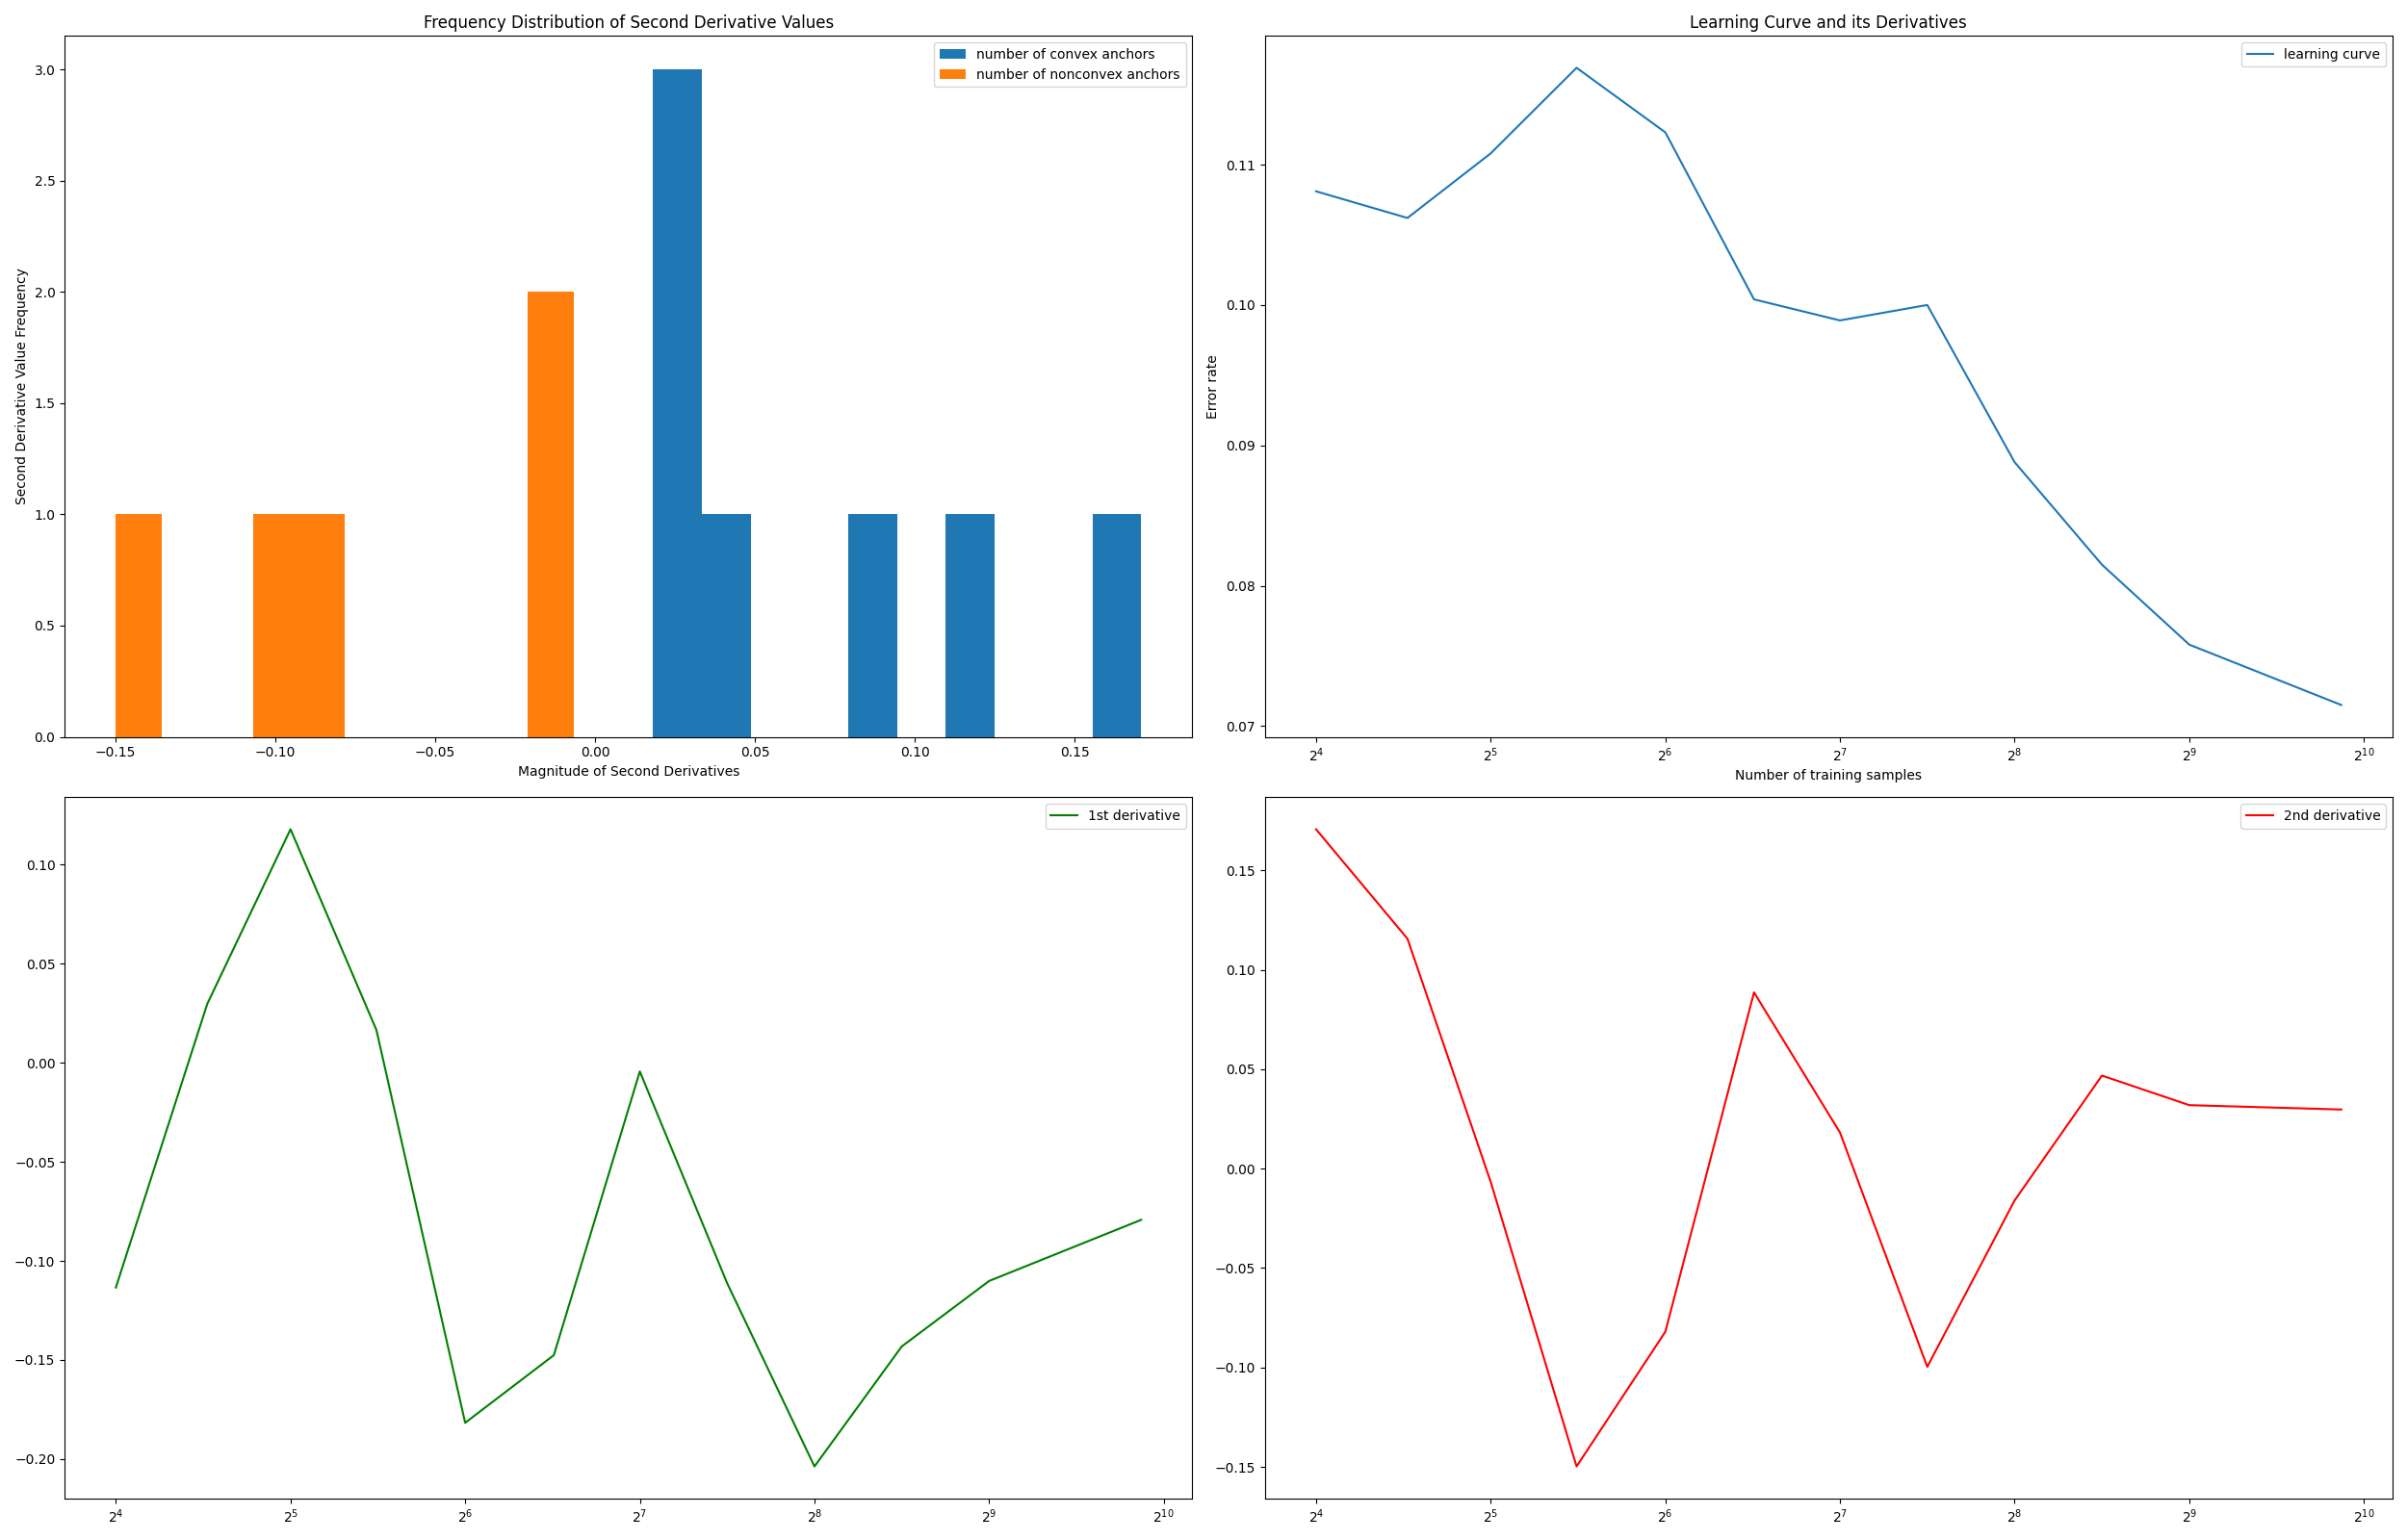 Frequency Distribution of Second Derivative Values
number of convex anchors
number of nonconvex anchors
Second Derivative Value Frequency
3.0
2.5
2.0
1.5
1.0
0.5
0.0
−0.15 −0.10 −0.05 0.00 0.05 0.10 0.15
Magnitude of Second Derivatives
Learning Curve and its Derivatives
learning curve
Error rate
0.11
0.10
0.09
0.08
0.07
2⁴ 2⁵ 2⁶ 2⁷ 2⁸ 2⁹ 2¹⁰
Number of training samples
1st derivative
0.10
0.05
0.00
−0.05
−0.10
−0.15
−0.20
2⁴ 2⁵ 2⁶ 2⁷ 2⁸ 2⁹ 2¹⁰
2nd derivative
0.15
0.10
0.05
0.00
−0.05
−0.10
−0.15
2⁴ 2⁵ 2⁶ 2⁷ 2⁸ 2⁹ 2¹⁰